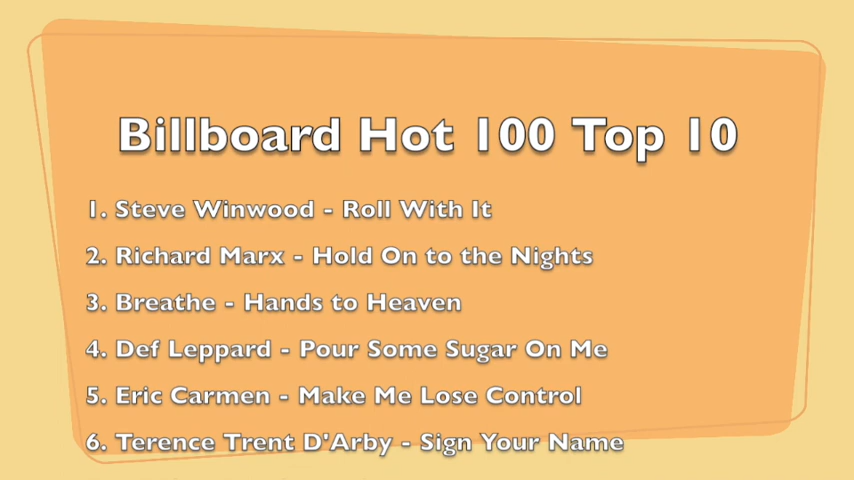 Billboard Hot 100 Top 10
1. Steve Winwood - Roll With It
2. Richard Marx - Hold On to the Nights
3. Breathe - Hands to Heaven
4. Def Leppard - Pour Some Sugar On Me
5. Eric Carmen - Make Me Lose Control
6. Terence Trent D'Arby - Sign Your Name